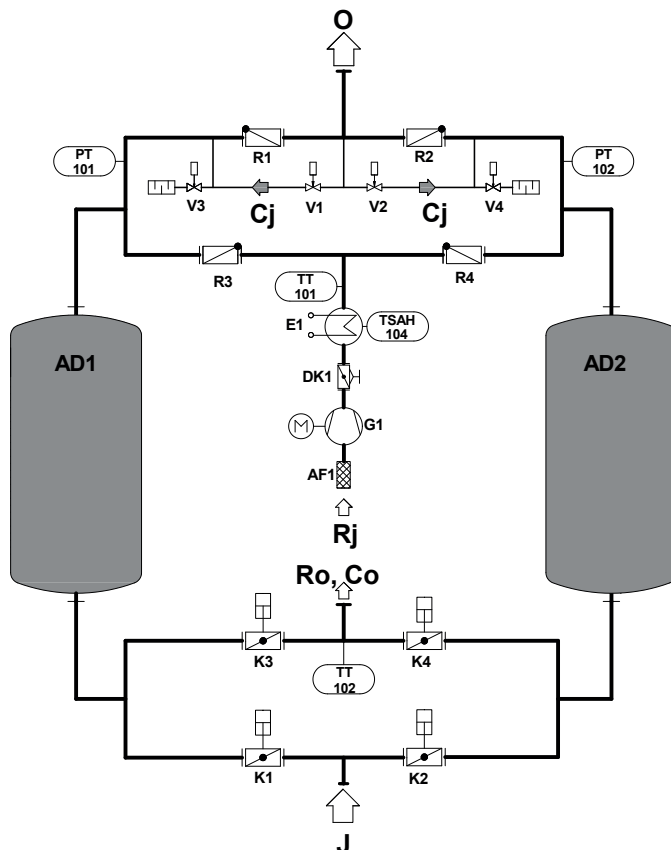 O
R1
R2
PT
101
PT
102
V3
V1
V2
V4
Cj
Cj
R3
R4
TT
101
E1
TSAH
104
AD1
AD2
DK1
M
G1
AF1
Rj
Ro, Co
K3
K4
TT
102
K1
K2
J